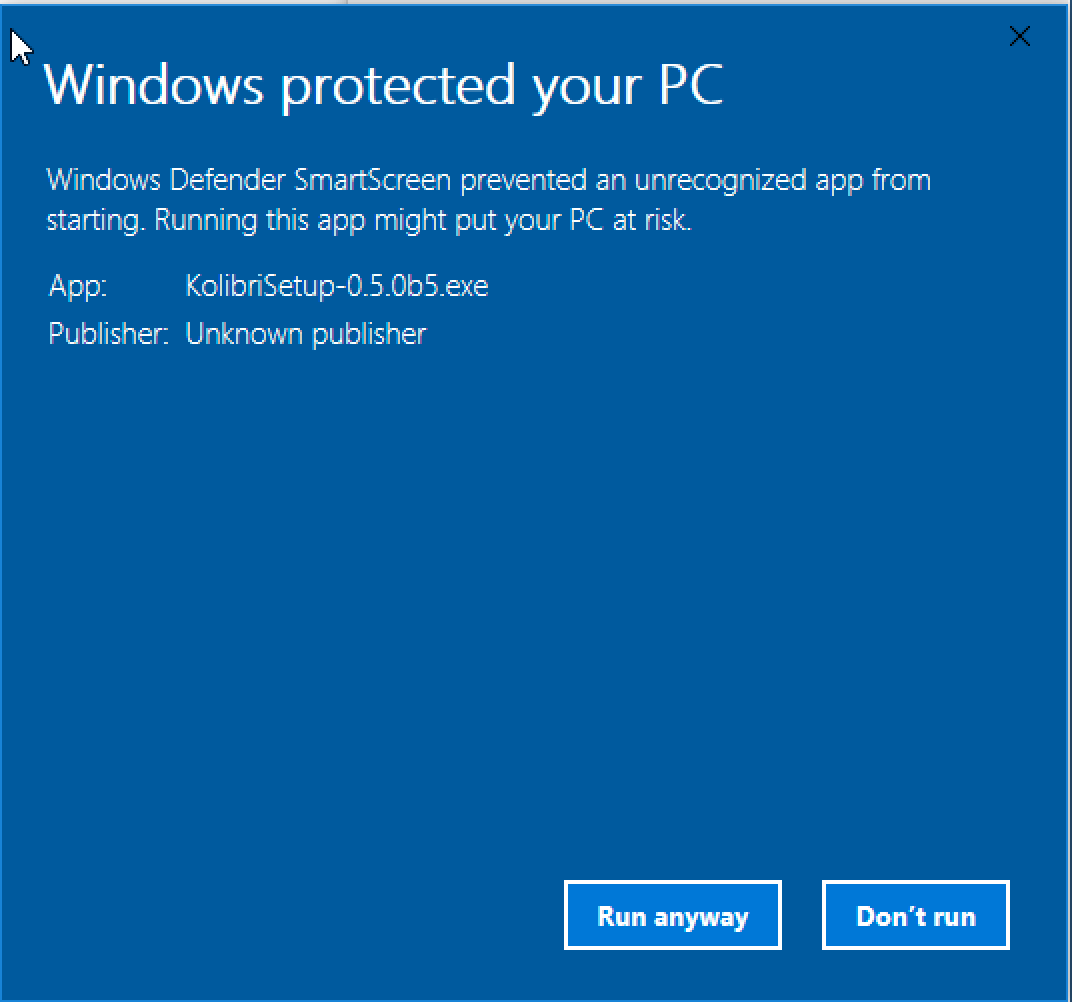 Windows protected your PC
Windows Defender SmartScreen prevented an unrecognized app from
starting. Running this app might put your PC at risk.
App: KolibriSetup-0.5.0b5.exe
Publisher: Unknown publisher
Run anyway Don’t run